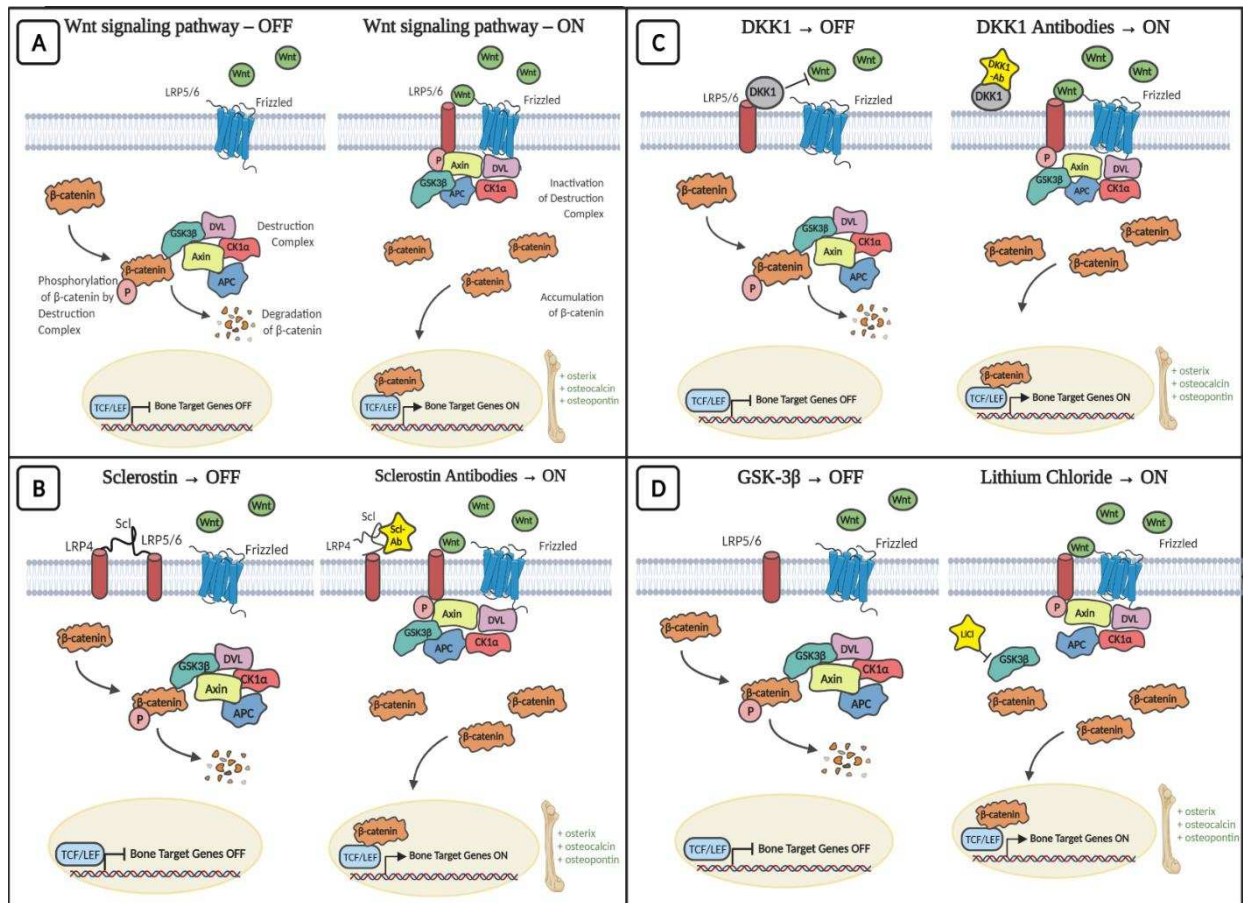 A
Wnt signaling pathway – OFF
Wnt
Wnt
LRP5/6
Frizzled
β-catenin
GSK3β
DVL
Axin
CK1α
APC
Destruction
Complex
β-catenin
P
Phosphorylation
of β-catenin by
Destruction
Complex
Degradation
of β-catenin
TCF/LEF
Bone Target Genes OFF
Wnt signaling pathway – ON
Wnt
Wnt
LRP5/6
Wnt
Frizzled
P
Axin
DVL
GSK3β
APC
CK1α
Inactivation
of Destruction
Complex
β-catenin
β-catenin
β-catenin
Accumulation
of β-catenin
β-catenin
TCF/LEF
Bone Target Genes ON
+ osterix
+ osteocalcin
+ osteopontin
B
Sclerostin → OFF
Scl
LRP4
LRP5/6
Wnt
Wnt
Frizzled
β-catenin
GSK3β
DVL
Axin
CK1α
APC
β-catenin
P
TCF/LEF
Bone Target Genes OFF
Sclerostin Antibodies → ON
Scl
LRP4
Scl-
Ab
Wnt
Wnt
Wnt
Frizzled
P
Axin
DVL
GSK3β
APC
CK1α
β-catenin
β-catenin
β-catenin
β-catenin
TCF/LEF
Bone Target Genes ON
+ osterix
+ osteocalcin
+ osteopontin
C
DKK1 → OFF
LRP5/6
DKK1
Wnt
Wnt
Frizzled
β-catenin
GSK3β
DVL
Axin
CK1α
APC
β-catenin
P
TCF/LEF
Bone Target Genes OFF
DKK1 Antibodies → ON
DKK1
-Ab
DKK1
Wnt
Wnt
Wnt
Frizzled
P
Axin
DVL
GSK3β
APC
CK1α
β-catenin
β-catenin
β-catenin
β-catenin
TCF/LEF
Bone Target Genes ON
+ osterix
+ osteocalcin
+ osteopontin
D
GSK-3β → OFF
LRP5/6
Wnt
Wnt
Frizzled
β-catenin
GSK3β
DVL
Axin
CK1α
APC
β-catenin
P
TCF/LEF
Bone Target Genes OFF
Lithium Chloride → ON
Wnt
Wnt
Wnt
Frizzled
P
Axin
DVL
LiCl
GSK3β
APC
CK1α
β-catenin
β-catenin
β-catenin
β-catenin
TCF/LEF
Bone Target Genes ON
+ osterix
+ osteocalcin
+ osteopontin